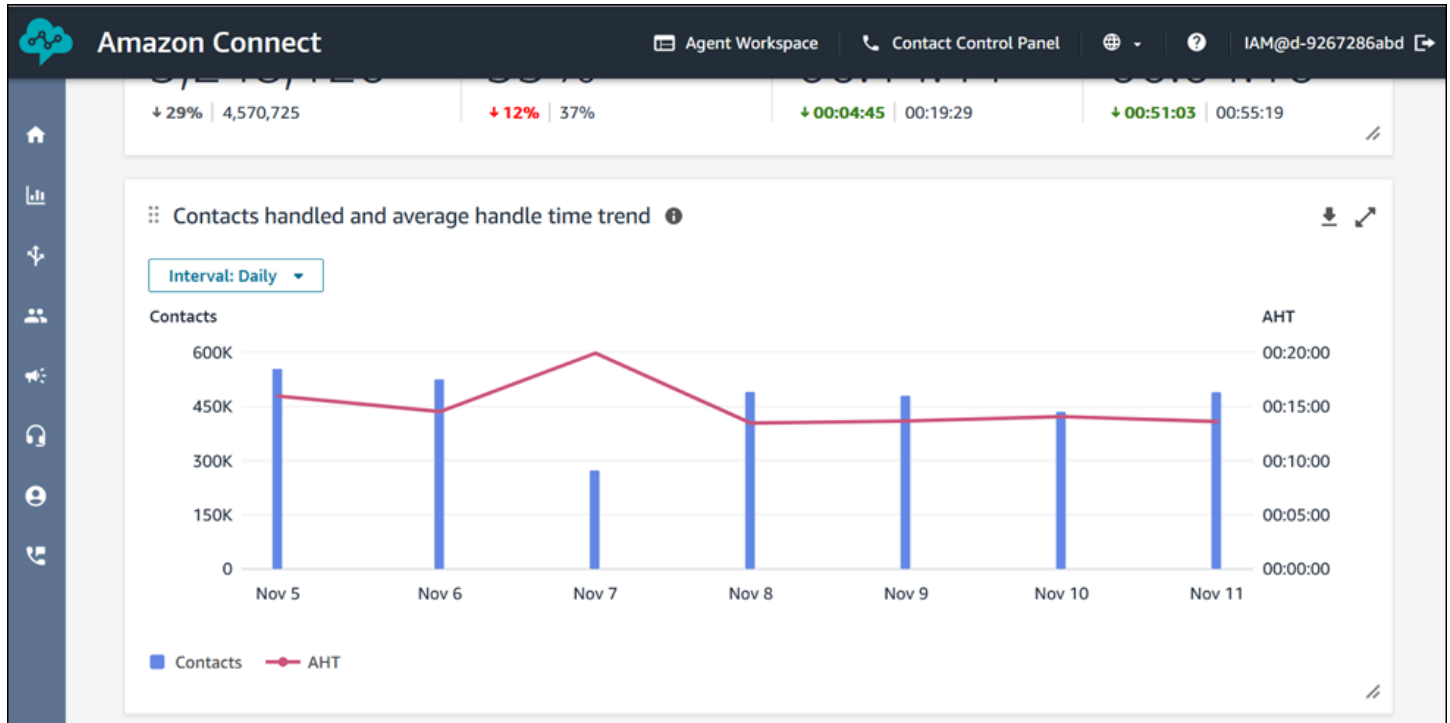 Amazon Connect
Agent Workspace
Contact Control Panel
IAM@d-9267286abd
↓ 29% | 4,570,725
↓ 12% | 37%
↓ 00:04:45 | 00:19:29
↓ 00:51:03 | 00:55:19
Contacts handled and average handle time trend
Interval: Daily
Contacts
AHT
600K
00:20:00
450K
00:15:00
300K
00:10:00
150K
00:05:00
0
00:00:00
Nov 5
Nov 6
Nov 7
Nov 8
Nov 9
Nov 10
Nov 11
Contacts
AHT